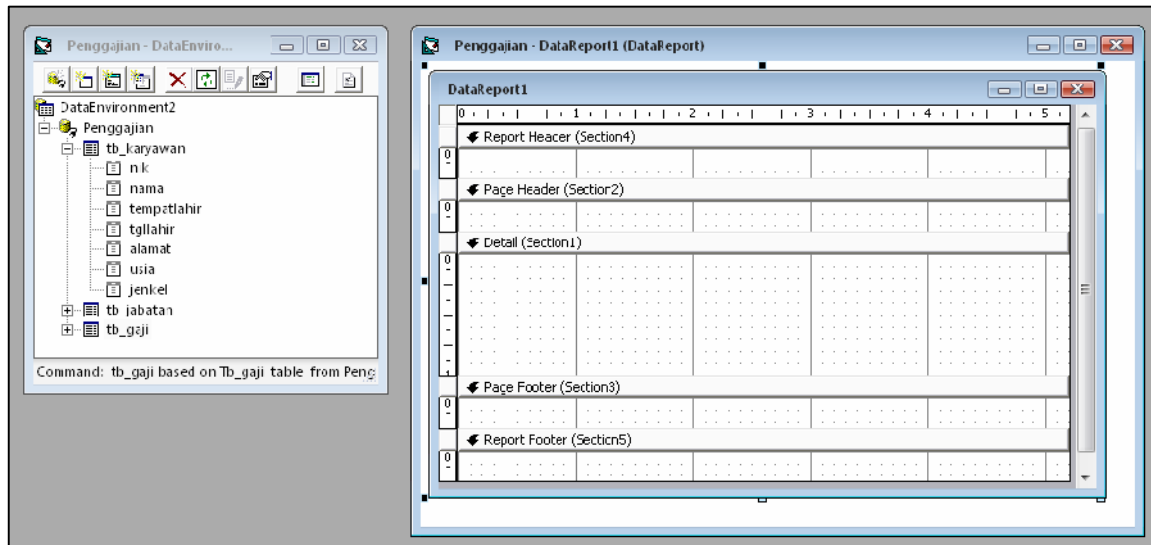 Penggajian - DataEnviro...
DataEnvironment2
Penggajian
tb_karyawan
nik
nama
tempatlahir
tgllahir
alamat
usia
jenkel
tb_jabatan
tb_gaji
Command: tb_gaji based on Tb_gaji table from Peng
Penggajian - DataReport1 (DataReport)
DataReport1
0 1 2 3 4 5
Report Header (Section4)
0
Page Header (Section2)
0
Detail (Section1)
0
1
Page Footer (Section3)
0
Report Footer (Section5)
0